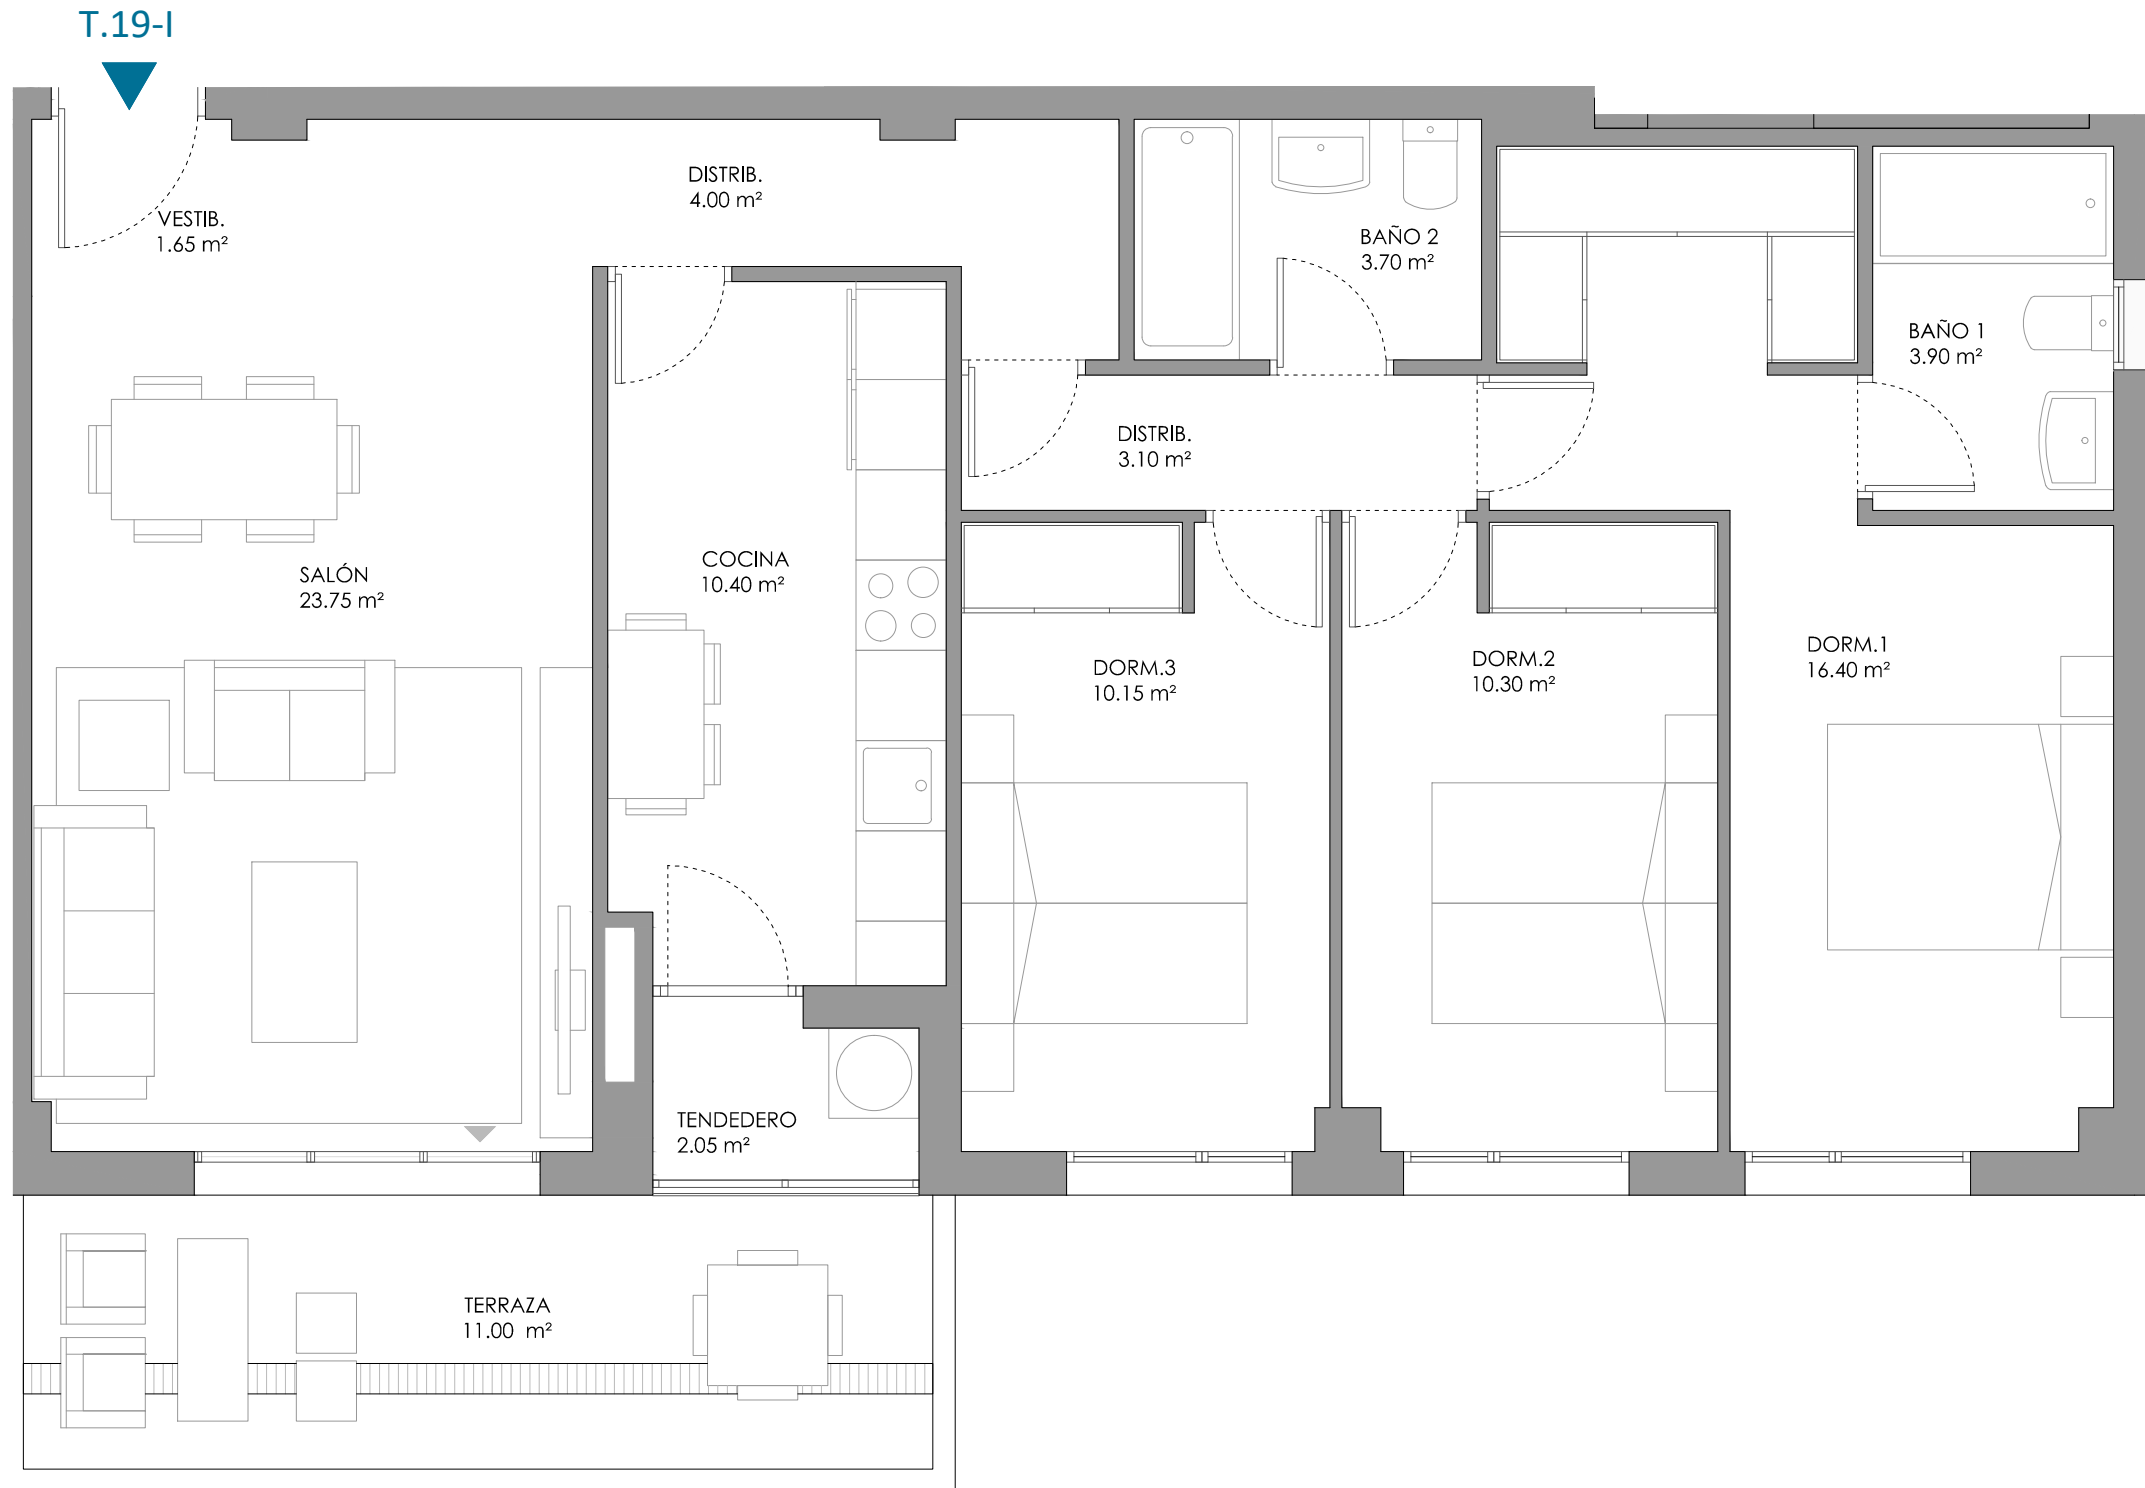 T.19-I
DISTRIB.
4.00 m²
VESTIB.
1.65 m²
BAÑO 2
3.70 m²
BAÑO 1
3.90 m²
DISTRIB.
3.10 m²
SALÓN
23.75 m²
COCINA
10.40 m²
DORM.3
10.15 m²
DORM.2
10.30 m²
DORM.1
16.40 m²
TENDEDERO
2.05 m²
TERRAZA
11.00 m²